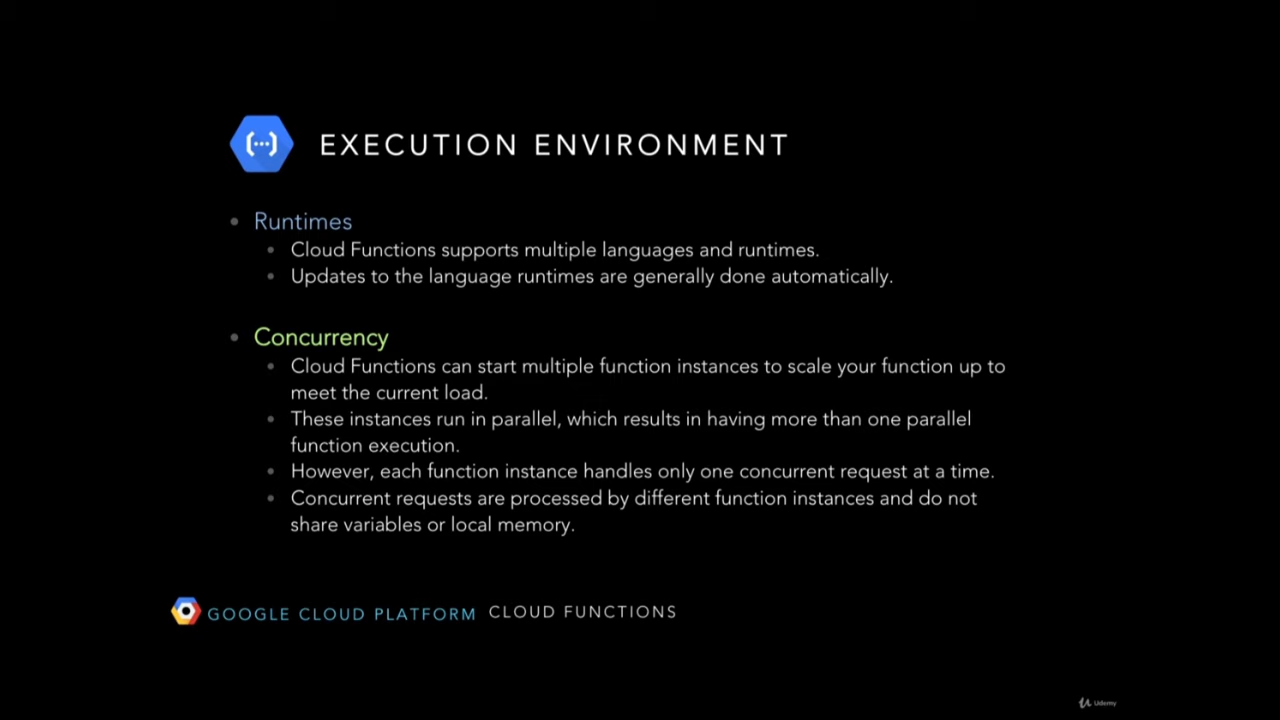 EXECUTION ENVIRONMENT
• Runtimes
• Cloud Functions supports multiple languages and runtimes.
• Updates to the language runtimes are generally done automatically.
• Concurrency
• Cloud Functions can start multiple function instances to scale your function up to
meet the current load.
• These instances run in parallel, which results in having more than one parallel
function execution.
• However, each function instance handles only one concurrent request at a time.
• Concurrent requests are processed by different function instances and do not
share variables or local memory.
GOOGLE CLOUD PLATFORM CLOUD FUNCTIONS
Udemy